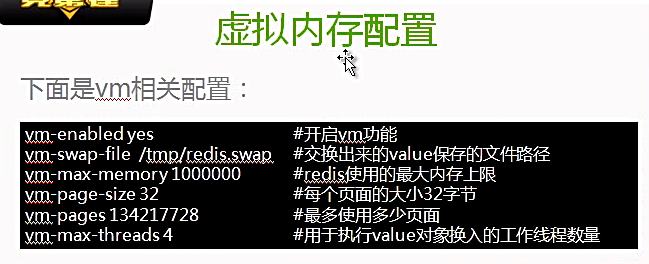 虚拟内存配置
下面是vm相关配置：
vm-enabled yes #开启vm功能
vm-swap-file /tmp/redis.swap #交换出来的value保存的文件路径
vm-max-memory 1000000 #redis使用的最大内存上限
vm-page-size 32 #每个页面的大小32字节
vm-pages 134217728 #最多使用多少页面
vm-max-threads 4 #用于执行value对象换入的工作线程数量